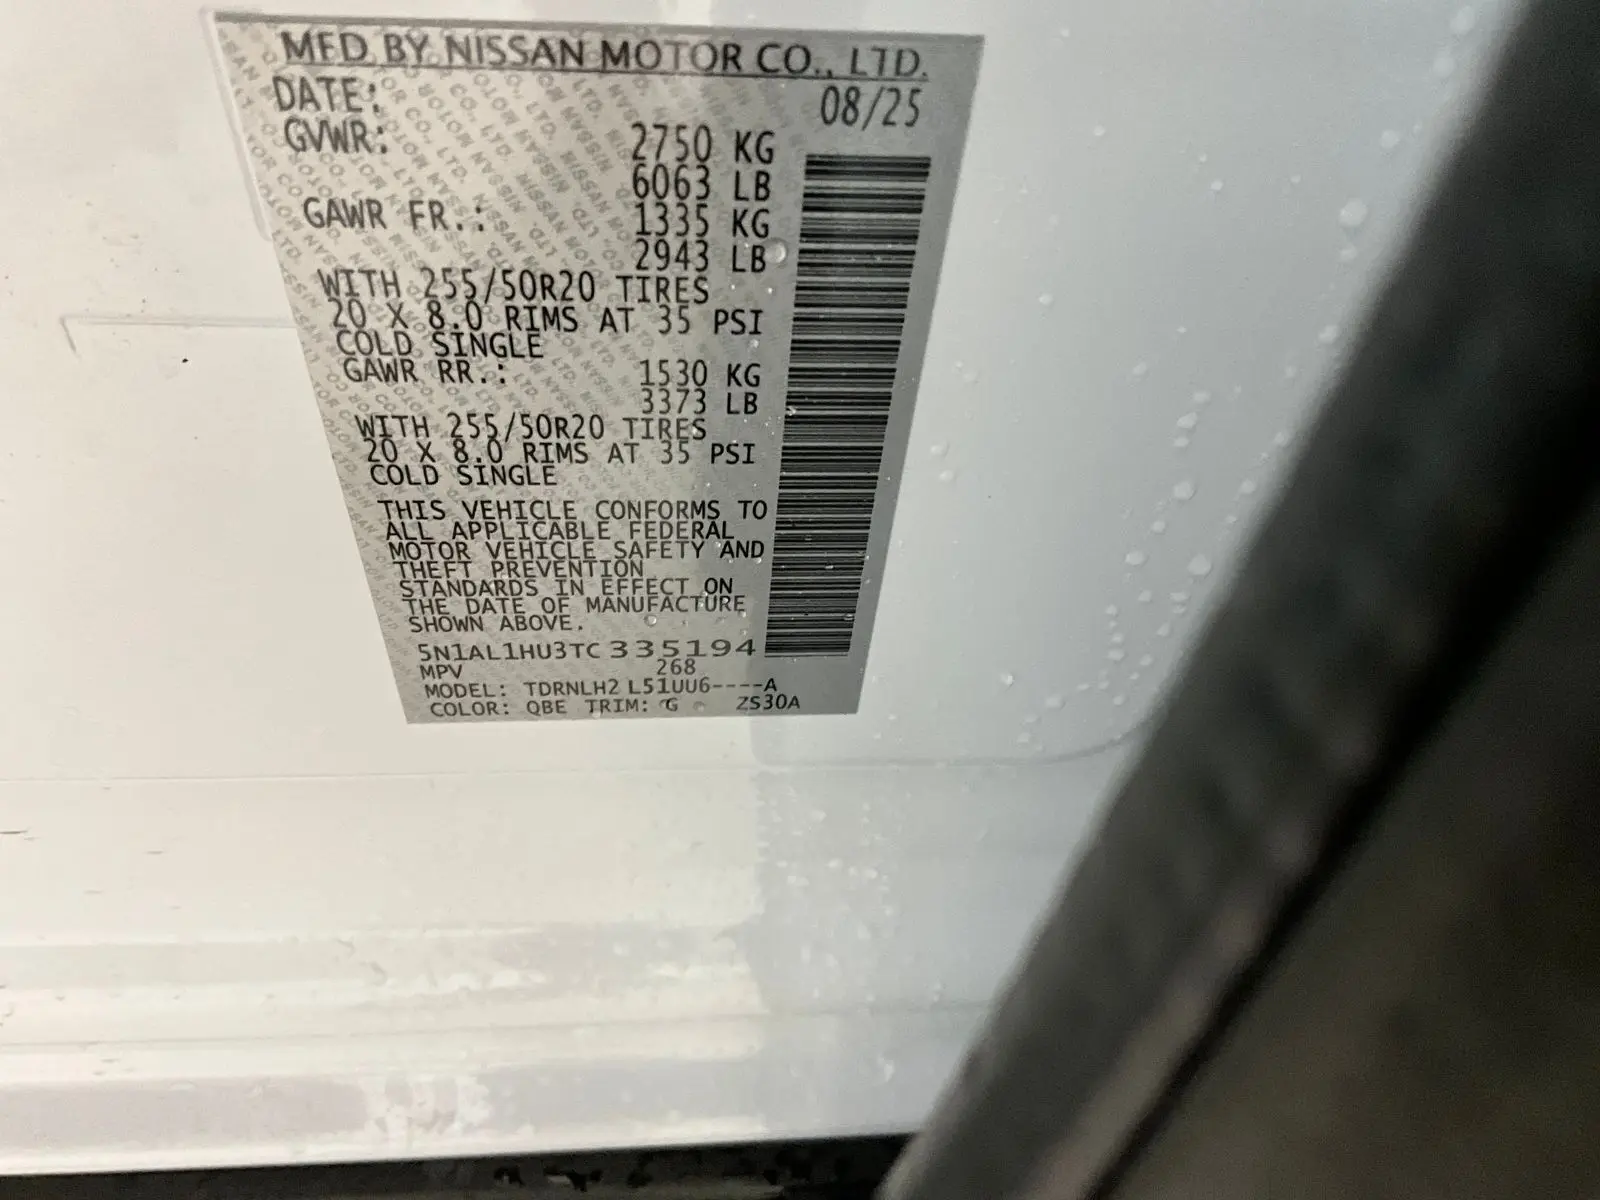 MFD BY NISSAN MOTOR CO., LTD.
DATE: 08/25
GVWR: 2750 KG
6063 LB
GAWR FR.: 1335 KG
2943 LB
WITH 255/50R20 TIRES
20 X 8.0 RIMS AT 35 PSI
COLD SINGLE
GAWR RR.: 1530 KG
3373 LB
WITH 255/50R20 TIRES
20 X 8.0 RIMS AT 35 PSI
COLD SINGLE
THIS VEHICLE CONFORMS TO
ALL APPLICABLE FEDERAL
MOTOR VEHICLE SAFETY AND
THEFT PREVENTION
STANDARDS IN EFFECT ON
THE DATE OF MANUFACTURE
SHOWN ABOVE.
5N1AL1HU3TC335194
MPV 268
MODEL: TDRNLH2 L51UU6----A
COLOR: QBE TRIM: G ZS30A